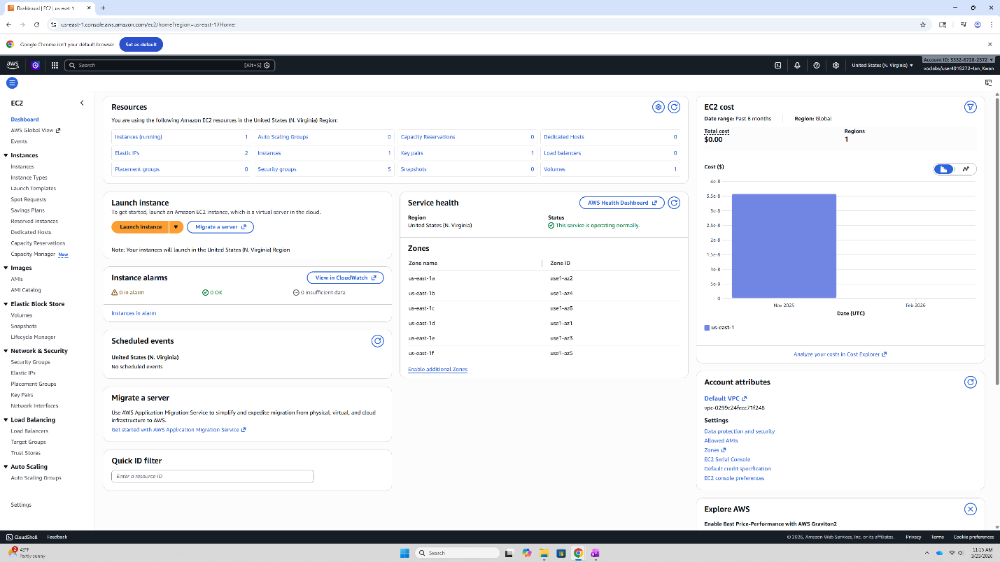 Dashboard | EC2 | us-east-1
us-east-1.console.aws.amazon.com/ec2/home?region=us-east-1#Home:
Google Chrome isn't your default browser
Set as default
aws
Search
[Alt+S]
United States (N. Virginia)
Account ID: 5332-6728-2572
voclabs/user4919272=Ian_Kwan
EC2
Dashboard
AWS Global View
Events
Instances
Instances
Instance Types
Launch Templates
Spot Requests
Savings Plans
Reserved Instances
Dedicated Hosts
Capacity Reservations
Capacity Manager New
Images
AMIs
AMI Catalog
Elastic Block Store
Volumes
Snapshots
Lifecycle Manager
Network & Security
Security Groups
Elastic IPs
Placement Groups
Key Pairs
Network Interfaces
Load Balancing
Load Balancers
Target Groups
Trust Stores
Auto Scaling
Auto Scaling Groups
Settings
Resources
You are using the following Amazon EC2 resources in the United States (N. Virginia) Region:
Instances (running) 1 Auto Scaling Groups 0 Capacity Reservations 0 Dedicated Hosts 0
Elastic IPs 2 Instances 1 Key pairs 1 Load balancers 0
Placement groups 0 Security groups 5 Snapshots 0 Volumes 1
Launch instance
To get started, launch an Amazon EC2 instance, which is a virtual server in the cloud.
Launch instance
Migrate a server
Note: Your instances will launch in the United States (N. Virginia) Region
Instance alarms
View in CloudWatch
0 in alarm
0 OK
0 insufficient data
Instances in alarm
Scheduled events
United States (N. Virginia)
No scheduled events
Migrate a server
Use AWS Application Migration Service to simplify and expedite migration from physical, virtual, and cloud
infrastructure to AWS.
Get started with AWS Application Migration Service
Quick ID filter
Enter a resource ID
Service health
AWS Health Dashboard
Region Status
United States (N. Virginia) This service is operating normally.
Zones
Zone name Zone ID
us-east-1a use1-az2
us-east-1b use1-az4
us-east-1c use1-az6
us-east-1d use1-az1
us-east-1e use1-az3
us-east-1f use1-az5
Enable additional Zones
EC2 cost
Date range: Past 6 months Region: Global
Total cost Regions
$0.00 1
Cost ($)
4e-8
3.5e-8
3e-8
2.5e-8
2e-8
1.5e-8
1e-8
5e-9
0
Nov 2025 Feb 2026
Date (UTC)
us-east-1
Analyze your costs in Cost Explorer
Account attributes
Default VPC
vpc-0299c24fecc71f248
Settings
Data protection and security
Allowed AMIs
Zones
EC2 Serial Console
Default credit specification
EC2 console preferences
Explore AWS
Enable Best Price-Performance with AWS Graviton2
CloudShell Feedback
© 2026, Amazon Web Services, Inc. or its affiliates. Privacy Terms Cookie preferences
2
43°F
Partly sunny
Search
11:15 AM
3/23/2026